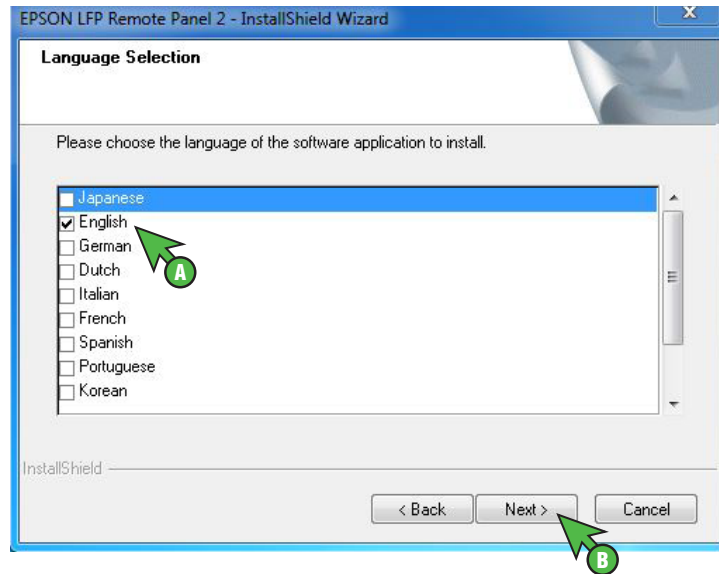 EPSON LFP Remote Panel 2 - InstallShield Wizard
Language Selection
Please choose the language of the software application to install.
Japanese
English
German
Dutch
Italian
French
Spanish
Portuguese
Korean
A
InstallShield
< Back
Next >
Cancel
B